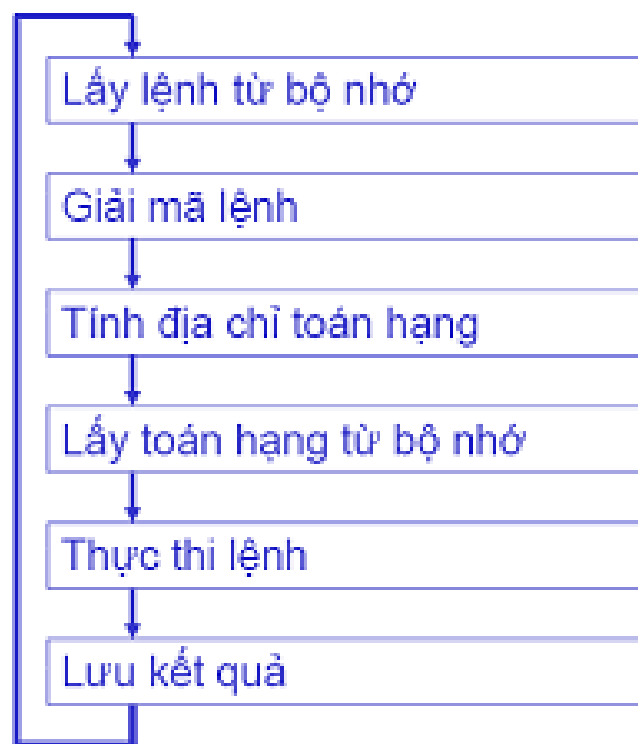 Lấy lệnh từ bộ nhớ
Giải mã lệnh
Tính địa chỉ toán hạng
Lấy toán hạng từ bộ nhớ
Thực thi lệnh
Lưu kết quả